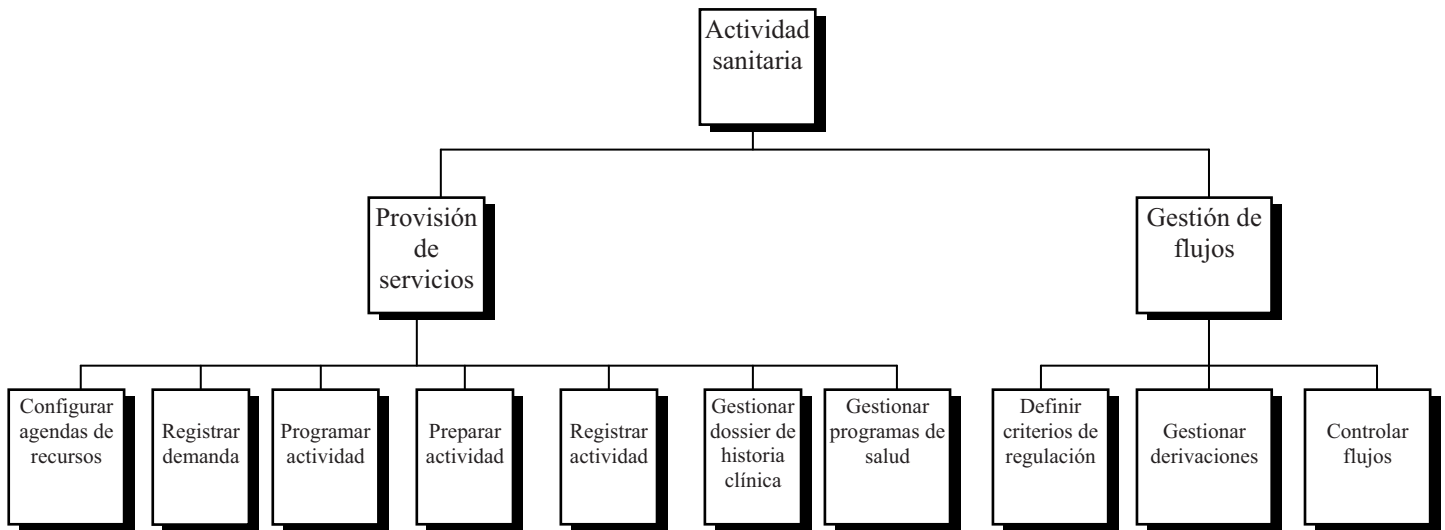 Actividad
sanitaria
Provisión
de
servicios
Gestión de
flujos
Configurar
agendas de
recursos
Registrar
demanda
Programar
actividad
Preparar
actividad
Registrar
actividad
Gestionar
dossier de
historia
clínica
Gestionar
programas de
salud
Definir
criterios de
regulación
Gestionar
derivaciones
Controlar
flujos